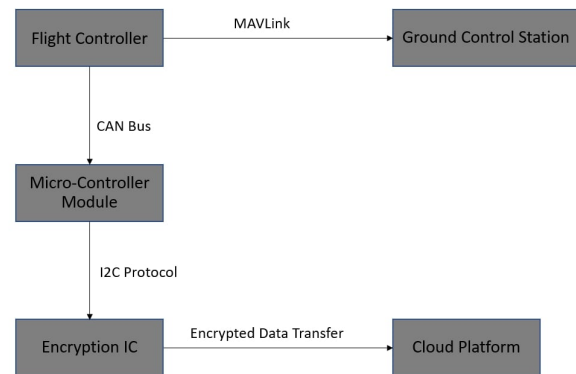 Flight Controller
MAVLink
Ground Control Station
CAN Bus
Micro-Controller
Module
I2C Protocol
Encryption IC
Encrypted Data Transfer
Cloud Platform